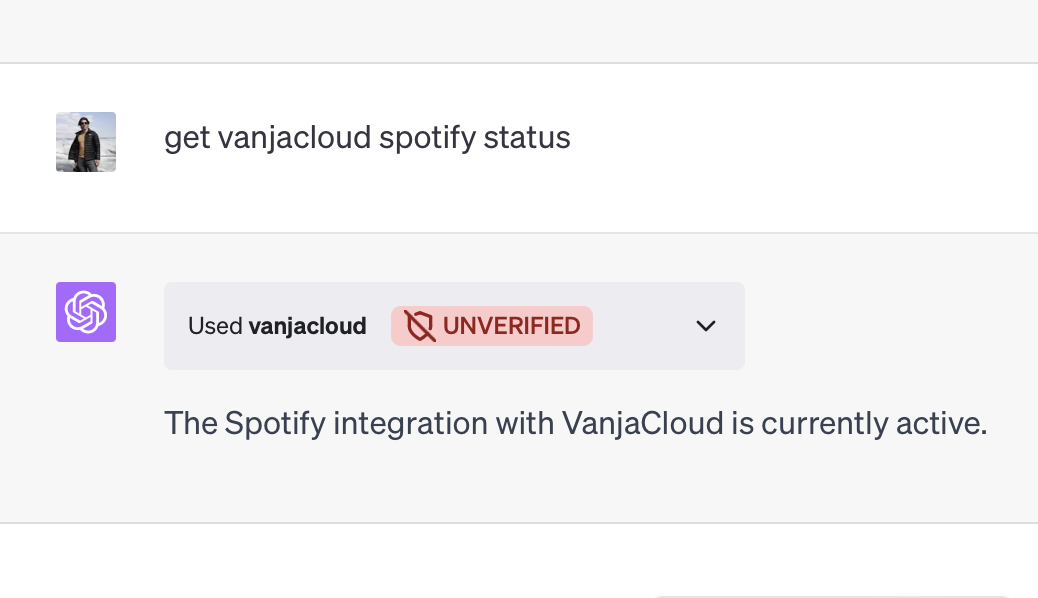 get vanjacloud spotify status
Used vanjacloud UNVERIFIED
The Spotify integration with VanjaCloud is currently active.